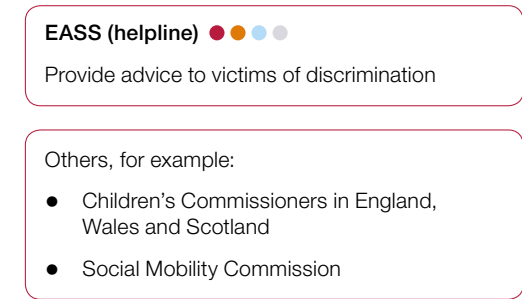 EASS (helpline)
Provide advice to victims of discrimination
Others, for example:
● Children’s Commissioners in England,
Wales and Scotland
● Social Mobility Commission